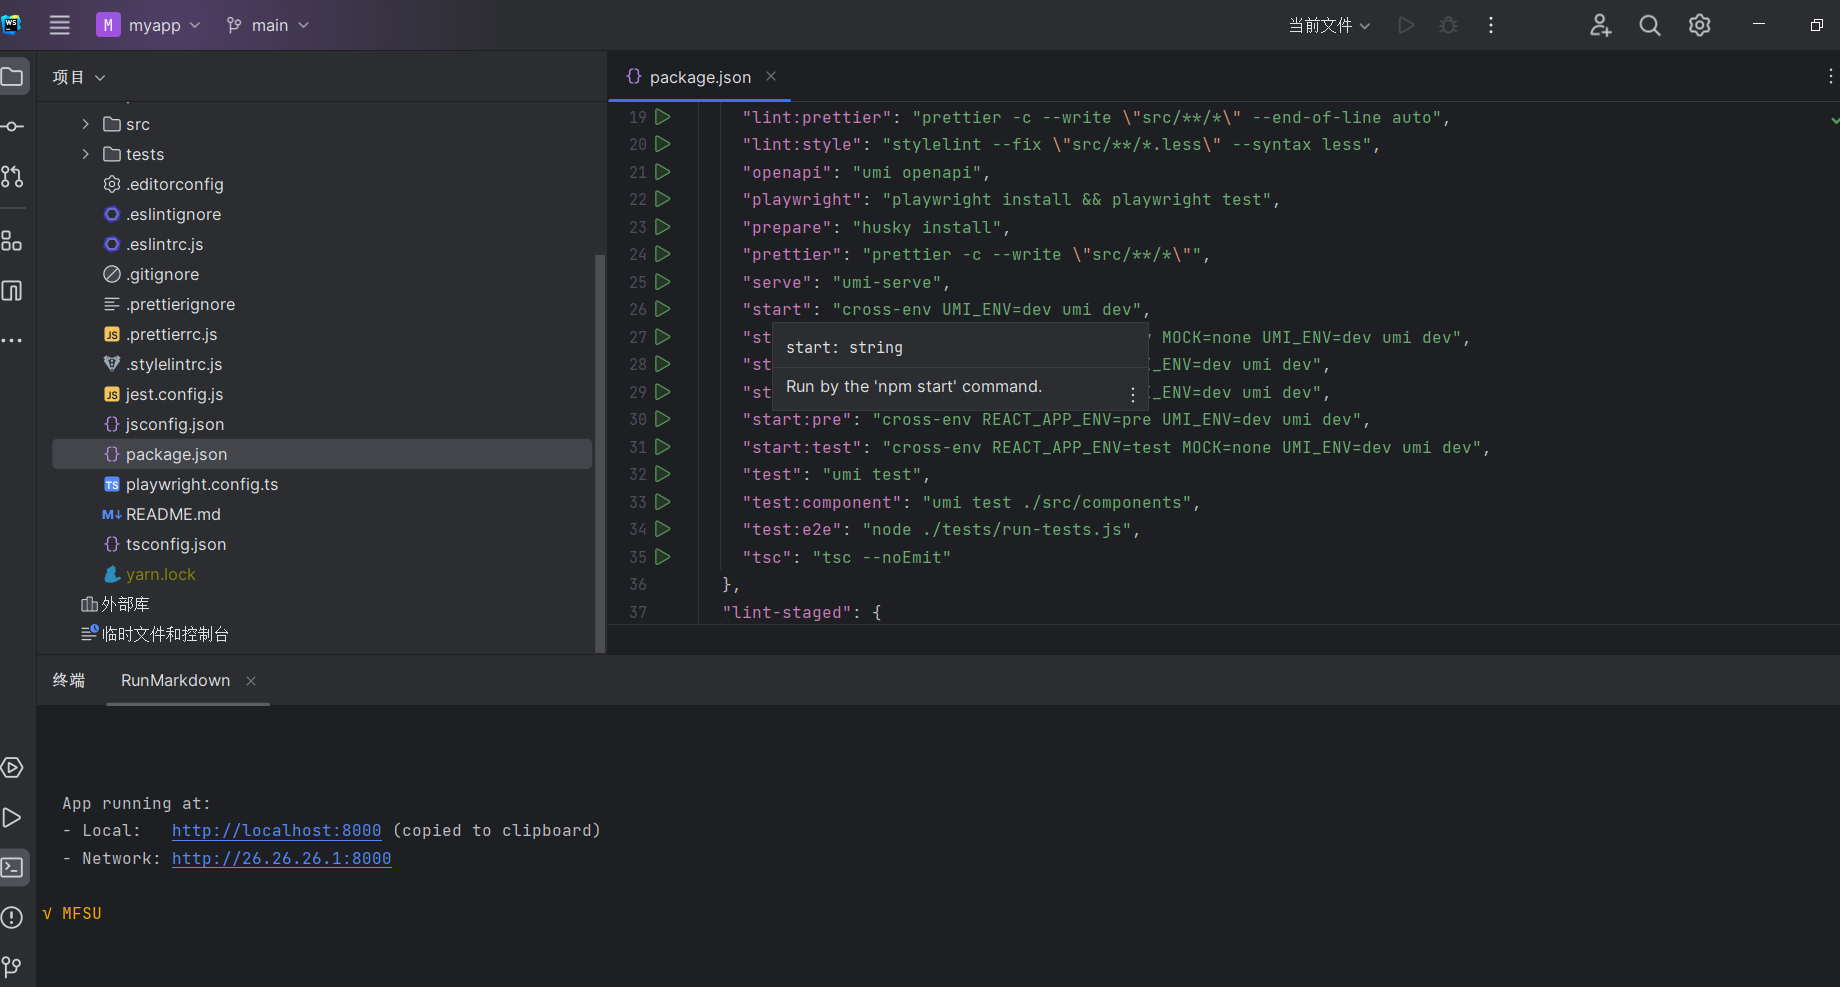 WS
M myapp main 当前文件
项目
package.json
src
tests
.editorconfig
.eslintignore
.eslintrc.js
.gitignore
.prettierignore
JS .prettierrc.js
.stylelintrc.js
JS jest.config.js
{} jsconfig.json
{} package.json
TS playwright.config.ts
M↓ README.md
{} tsconfig.json
yarn.lock
外部库
临时文件和控制台
19 "lint:prettier": "prettier -c --write \"src/**/*\" --end-of-line auto",
20 "lint:style": "stylelint --fix \"src/**/*.less\" --syntax less",
21 "openapi": "umi openapi",
22 "playwright": "playwright install && playwright test",
23 "prepare": "husky install",
24 "prettier": "prettier -c --write \"src/**/*\"",
25 "serve": "umi-serve",
26 "start": "cross-env UMI_ENV=dev umi dev",
27 "st MOCK=none UMI_ENV=dev umi dev",
28 "st _ENV=dev umi dev",
29 "st _ENV=dev umi dev",
start: string
Run by the 'npm start' command.
30 "start:pre": "cross-env REACT_APP_ENV=pre UMI_ENV=dev umi dev",
31 "start:test": "cross-env REACT_APP_ENV=test MOCK=none UMI_ENV=dev umi dev",
32 "test": "umi test",
33 "test:component": "umi test ./src/components",
34 "test:e2e": "node ./tests/run-tests.js",
35 "tsc": "tsc --noEmit"
36 },
37 "lint-staged": {
终端 RunMarkdown
App running at:
- Local: http://localhost:8000 (copied to clipboard)
- Network: http://26.26.26.1:8000
√ MFSU